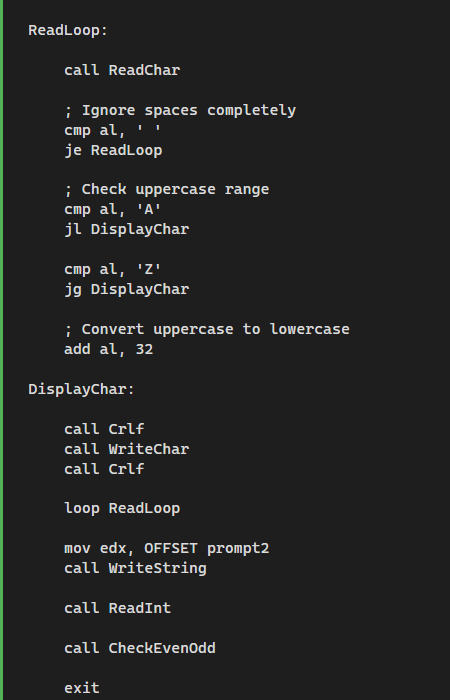 ReadLoop:
call ReadChar
; Ignore spaces completely
cmp al, ' '
je ReadLoop
; Check uppercase range
cmp al, 'A'
jl DisplayChar
cmp al, 'Z'
jg DisplayChar
; Convert uppercase to lowercase
add al, 32
DisplayChar:
call Crlf
call WriteChar
call Crlf
loop ReadLoop
mov edx, OFFSET prompt2
call WriteString
call ReadInt
call CheckEvenOdd
exit